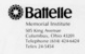 Battelle
Memorial Institute
505 King Avenue
Columbus, Ohio 43201
Telephone (614) 424-6424
Telex 24-5454